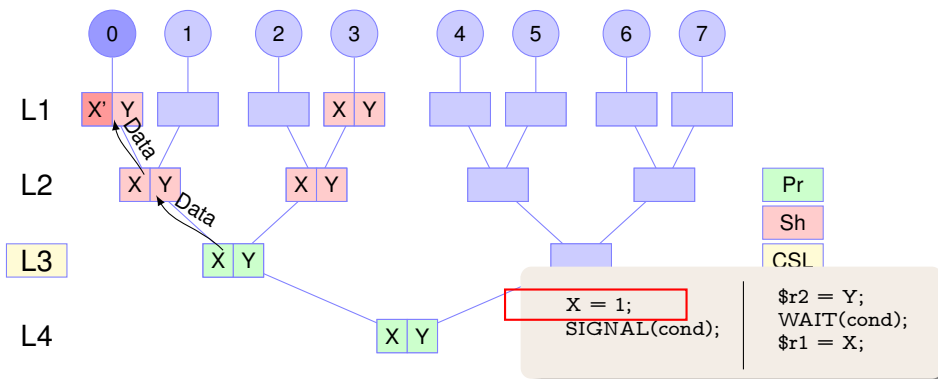 0 1 2 3 4 5 6 7
L1 X' Y X Y
Data
L2 X Y X Y
Pr
Data
Sh
L3 X Y CSL
X = 1;
SIGNAL(cond);
$r2 = Y;
WAIT(cond);
$r1 = X;
L4 X Y